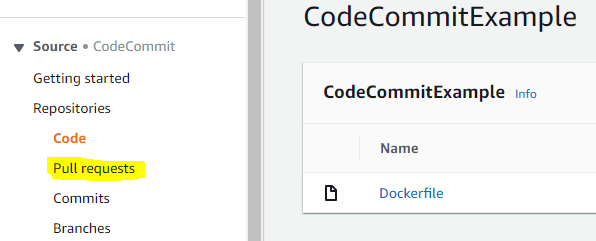 Source • CodeCommit
Getting started
Repositories
Code
Pull requests
Commits
Branches
CodeCommitExample
CodeCommitExample Info
Name
Dockerfile